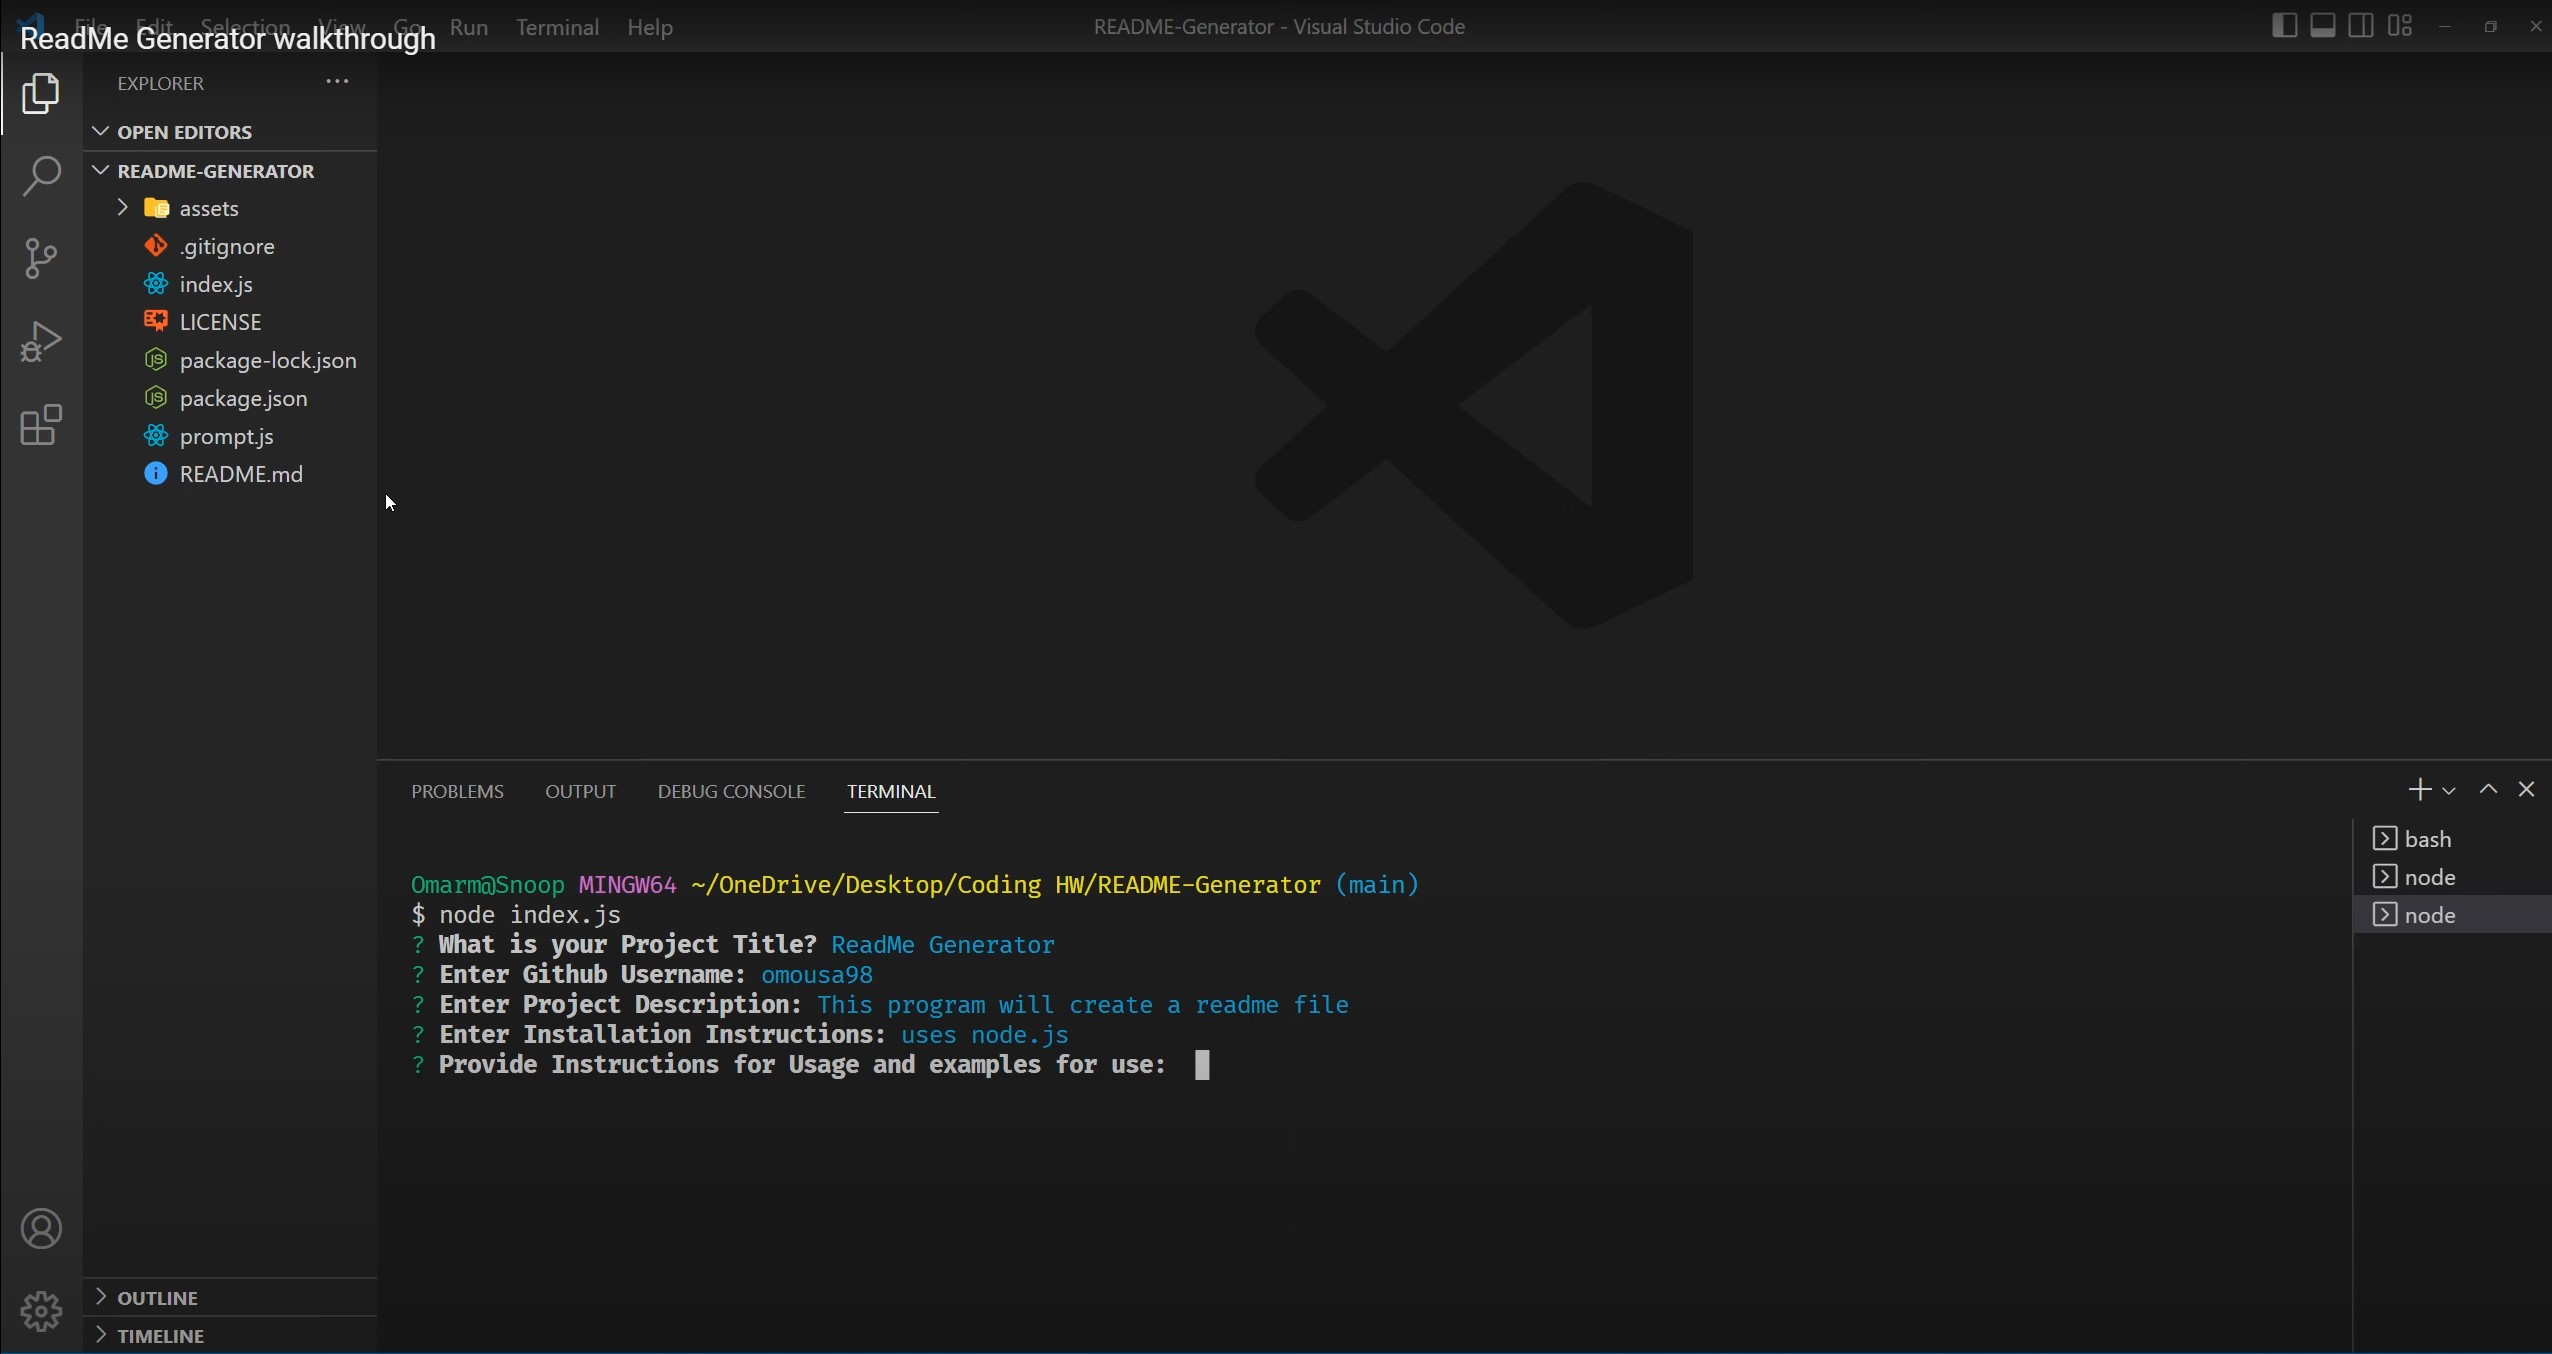 File Edit Selection View Go Run Terminal Help
README-Generator - Visual Studio Code
ReadMe Generator walkthrough
EXPLORER
OPEN EDITORS
README-GENERATOR
assets
.gitignore
index.js
LICENSE
package-lock.json
package.json
prompt.js
README.md
OUTLINE
TIMELINE
PROBLEMS OUTPUT DEBUG CONSOLE TERMINAL
Omarm@Snoop MINGW64 ~/OneDrive/Desktop/Coding HW/README-Generator (main)
$ node index.js
? What is your Project Title? ReadMe Generator
? Enter Github Username: omousa98
? Enter Project Description: This program will create a readme file
? Enter Installation Instructions: uses node.js
? Provide Instructions for Usage and examples for use:
bash
node
node